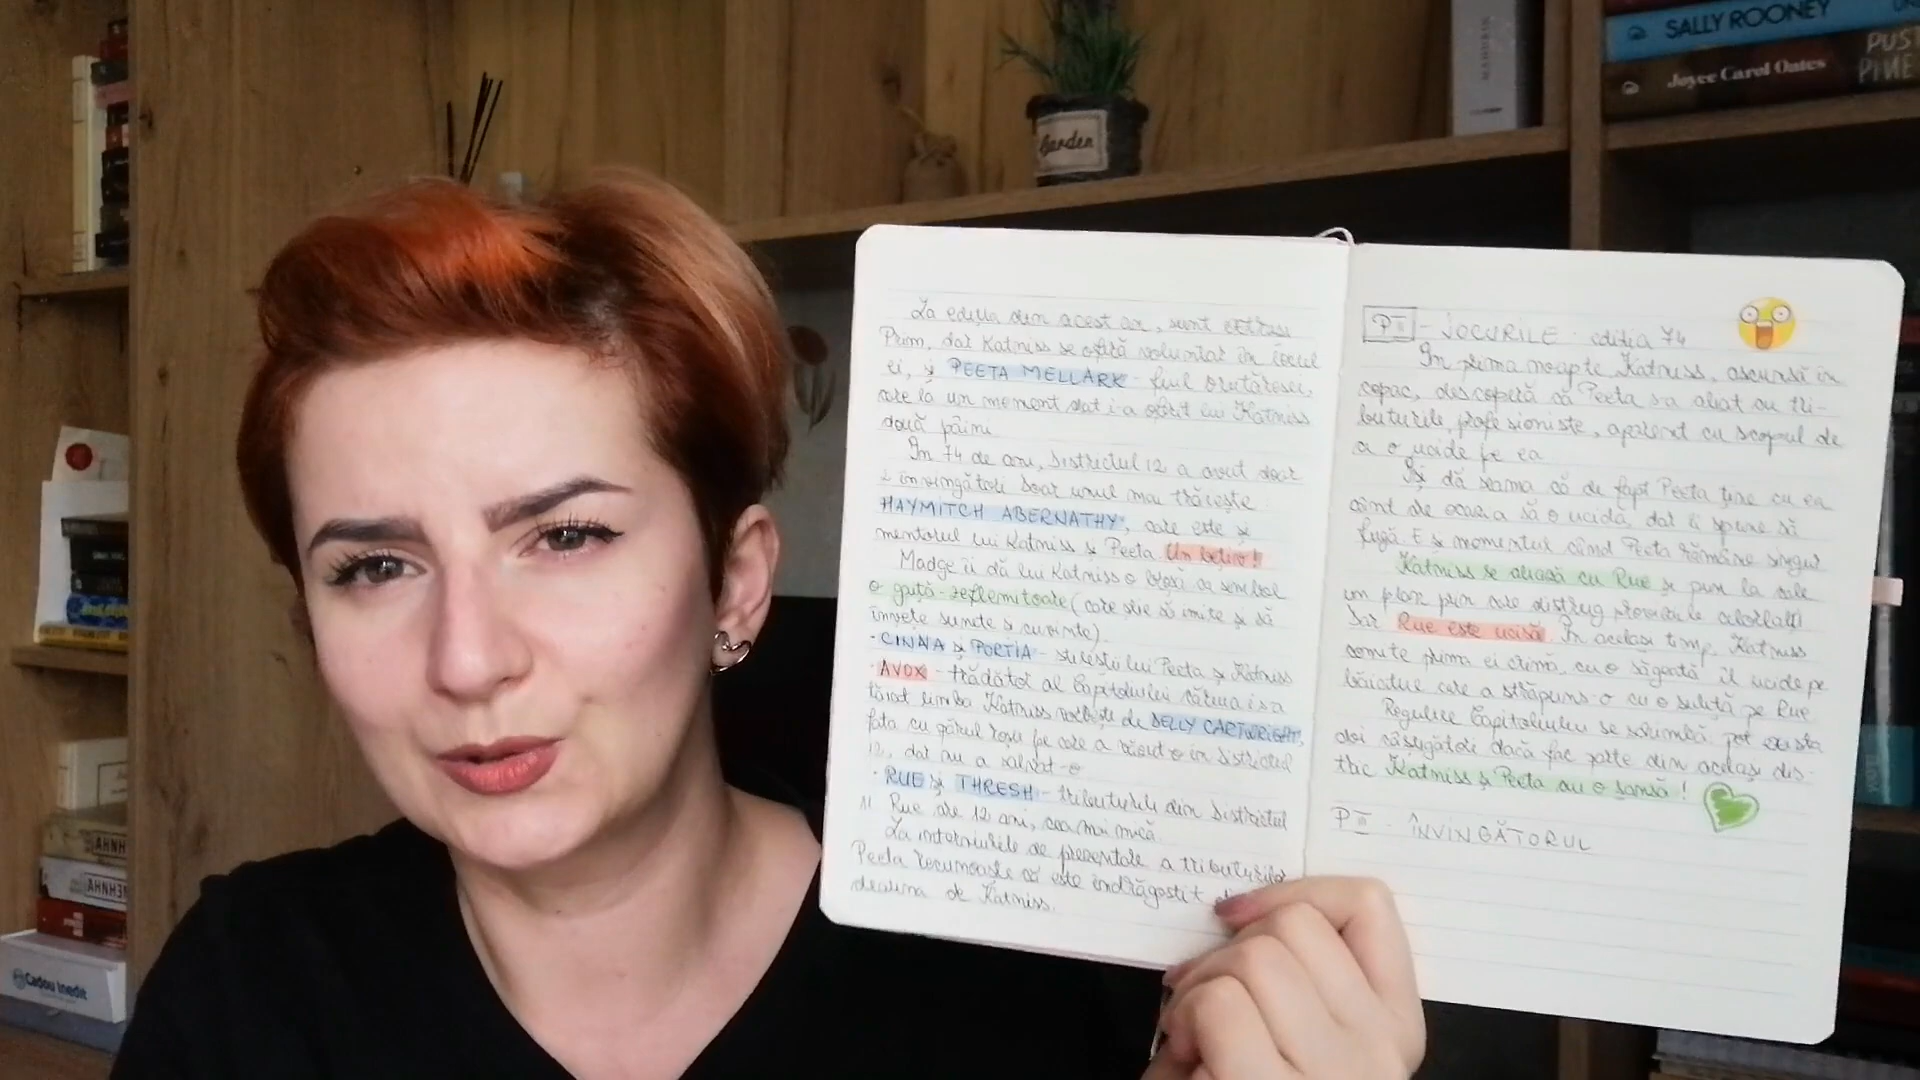 SALLY ROONEY
Joyce Carol Oates
Garden
Cadou Inedit
La ediția din acest an, sunt extrași
Prim, dar Katniss se oferă voluntar în locul
ei, și PEETA MELLARK - fiul brutăresei,
care la un moment dat i-a oferit lui Katniss
două pâini
În 74 de ani, Districtul 12 a avut doar
2 învingători Doar unul mai trăiește
HAYMITCH ABERNATHY, care este și
mentorul lui Katniss și Peeta. Un bețiv!
Madge îi dă lui Katniss o broșă ca simbol
o gaiță-zeflemitoare (care știe să imite și să
învețe sunete și cuvinte).
- CINNA și PORTIA - stiliștii lui Peeta și Katniss
- AVOX - trădător al Capitoliului căruia i s-a
tăiat limba Katniss vorbește de DELLY CARTWRIGHT,
fata cu părul roșu pe care a văzut-o în districtul
12, dar nu a salvat-o
- RUE și THRESH - tributurile din Districtul
11 Rue are 12 ani, cea mai mică
La interviurile de prezentare a tributurilor
Peeta recunoaște că este îndrăgostit
de Katniss.
P II - JOCURILE - ediția 74
În prima noapte Katniss, ascunsă în
copac, descoperă că Peeta s-a aliat cu tri-
buturile profesioniste, aparent cu scopul de
a o ucide pe ea
Își dă seama că de fapt Peeta ține cu ea
când are ocazia să o ucidă, dar îi spune să
fugă. E și momentul când Peeta rămâne singur
Katniss se aliază cu Rue și pun la cale
un plan prin care distrug proviziile celorlalți
Dar Rue este ucisă. În același timp, Katniss
comite prima ei crimă, cu o săgeată îl ucide pe
băiatul care a străpuns-o cu o suliță pe Rue
Regulile Capitoliului se schimbă pot exista
doi câștigători dacă fac parte din același dis-
trict Katniss și Peeta au o șansă!
P III - ÎNVINGĂTORUL